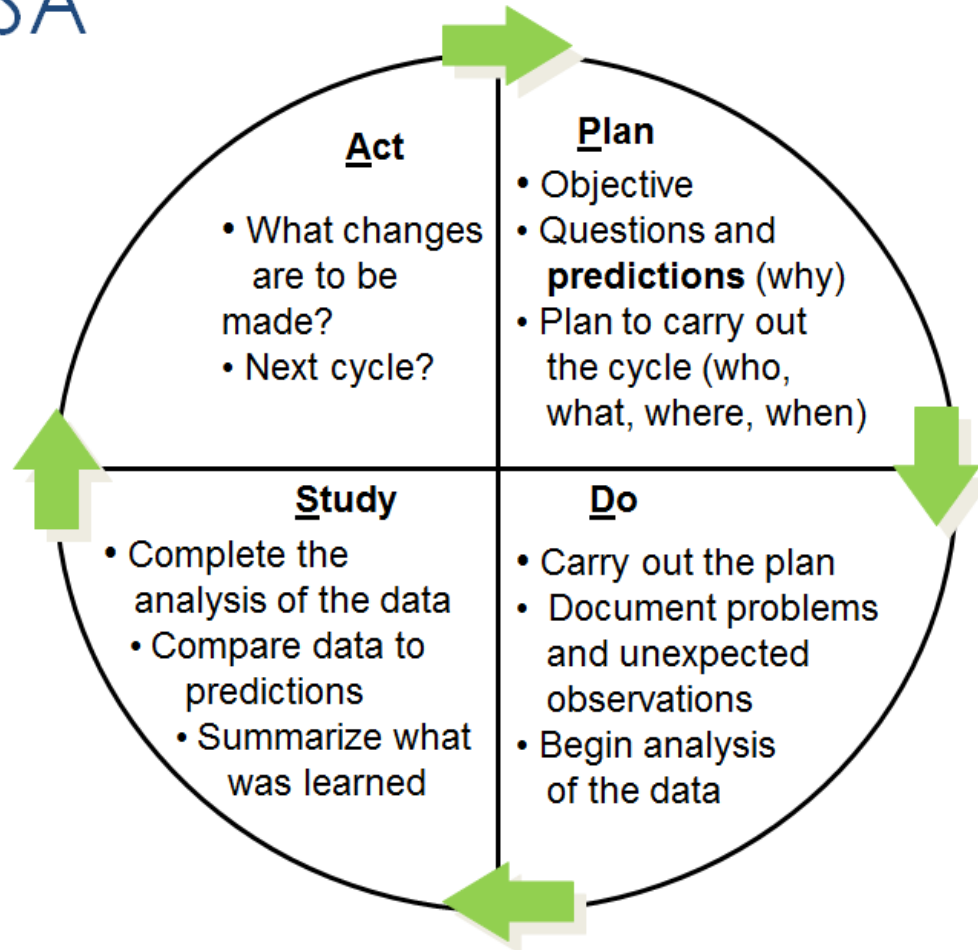 SA
Act
• What changes
are to be
made?
• Next cycle?
Plan
• Objective
• Questions and
predictions (why)
• Plan to carry out
the cycle (who,
what, where, when)
Study
• Complete the
analysis of the data
• Compare data to
predictions
• Summarize what
was learned
Do
• Carry out the plan
• Document problems
and unexpected
observations
• Begin analysis
of the data